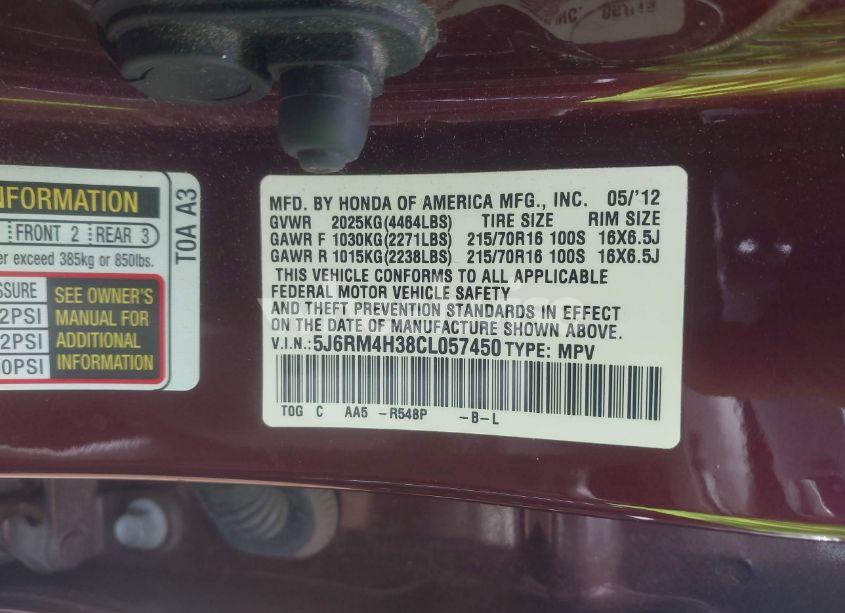 INFORMATION
FRONT 2 REAR 3
er exceed 385kg or 850lbs.
SSURE
2PSI
2PSI
0PSI
SEE OWNER'S
MANUAL FOR
ADDITIONAL
INFORMATION
T0A A3
MFD. BY HONDA OF AMERICA MFG., INC. 05/'12
GVWR 2025KG(4464LBS) TIRE SIZE RIM SIZE
GAWR F 1030KG(2271LBS) 215/70R16 100S 16X6.5J
GAWR R 1015KG(2238LBS) 215/70R16 100S 16X6.5J
THIS VEHICLE CONFORMS TO ALL APPLICABLE
FEDERAL MOTOR VEHICLE SAFETY
AND THEFT PREVENTION STANDARDS IN EFFECT
ON THE DATE OF MANUFACTURE SHOWN ABOVE.
V.I.N.: 5J6RM4H38CL057450 TYPE: MPV
T0G C AA5 -R548P -B-L